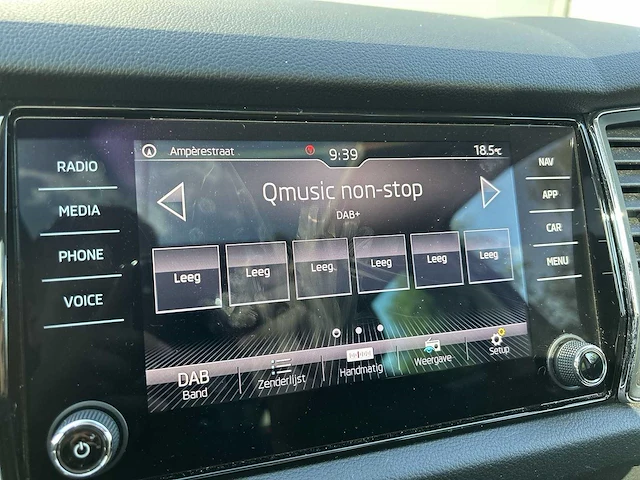 Ampèrestraat 9:39 18.5°C
RADIO
MEDIA
PHONE
VOICE
Qmusic non-stop
DAB+
Leeg Leeg Leeg Leeg Leeg Leeg
DAB
Band
Zenderlijst
Handmatig
Weergave
Setup
NAV
APP
CAR
MENU